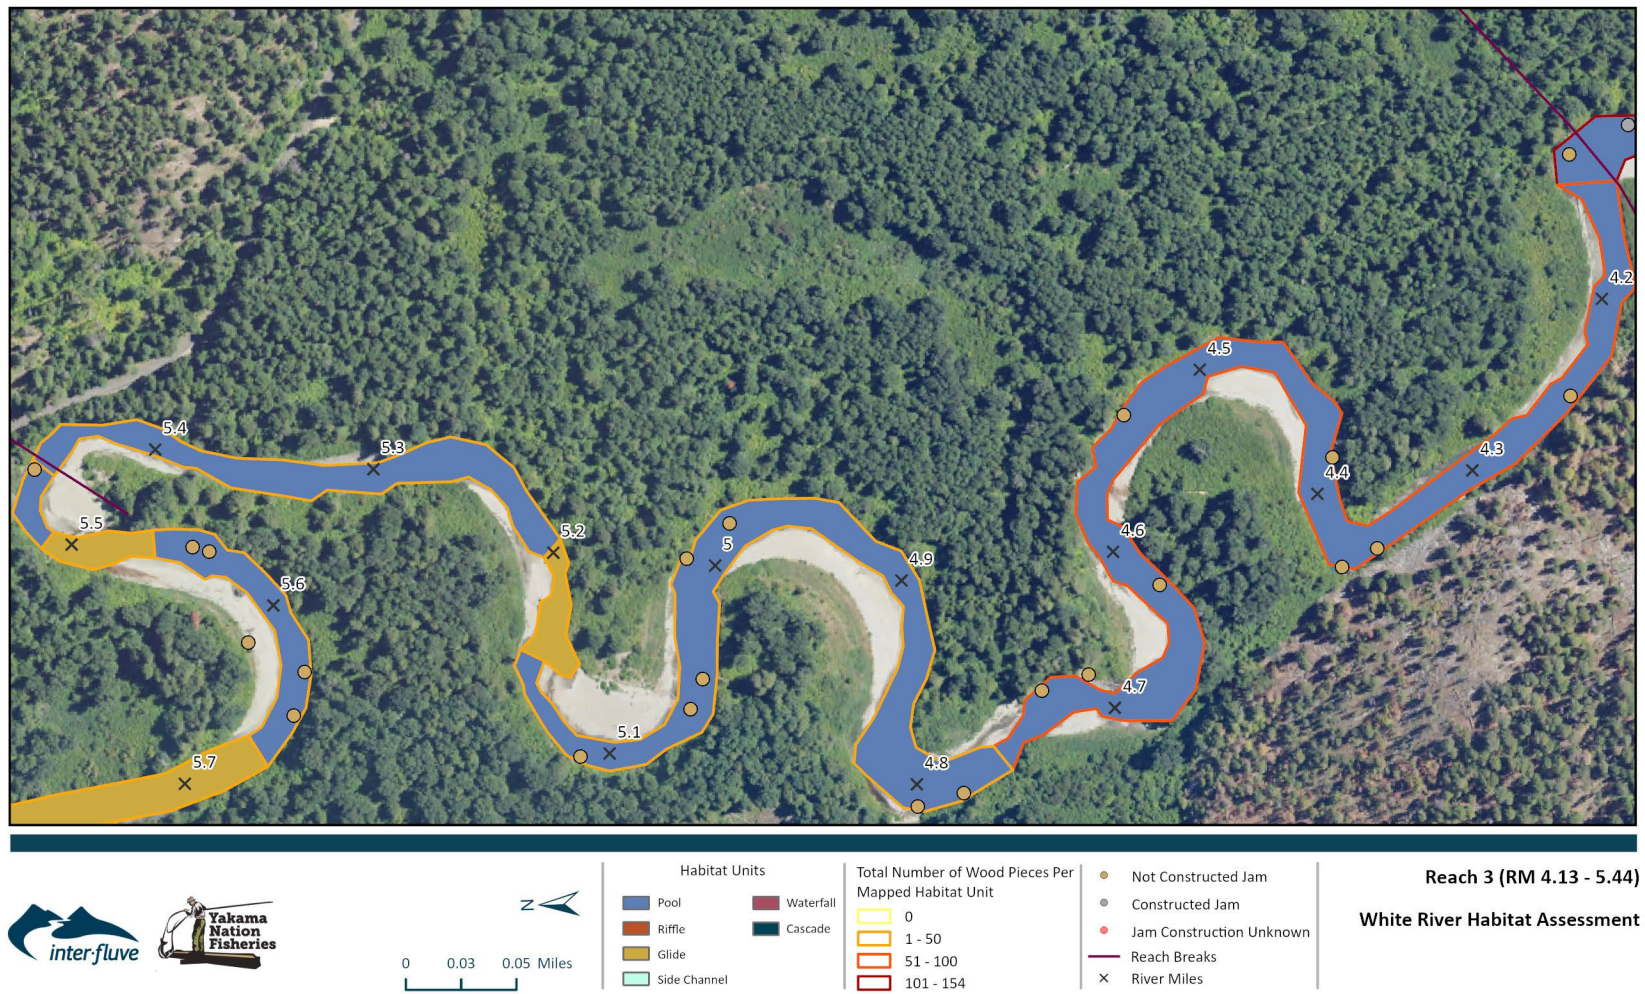 4.2
4.5
4.3
4.4
5.4
5.3
5.5
5.2
4.6
5
4.9
5.6
4.7
5.1
4.8
5.7
inter-fluve
Yakama
Nation
Fisheries
N
0 0.03 0.05 Miles
Habitat Units
Pool
Riffle
Glide
Side Channel
Waterfall
Cascade
Total Number of Wood Pieces Per
Mapped Habitat Unit
0
1 - 50
51 - 100
101 - 154
Not Constructed Jam
Constructed Jam
Jam Construction Unknown
Reach Breaks
River Miles
Reach 3 (RM 4.13 - 5.44)
White River Habitat Assessment